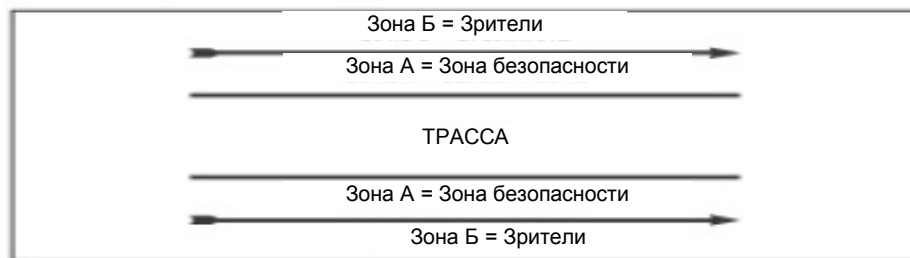 Зона Б = Зрители
Зона А = Зона безопасности
ТРАССА
Зона А = Зона безопасности
Зона Б = Зрители